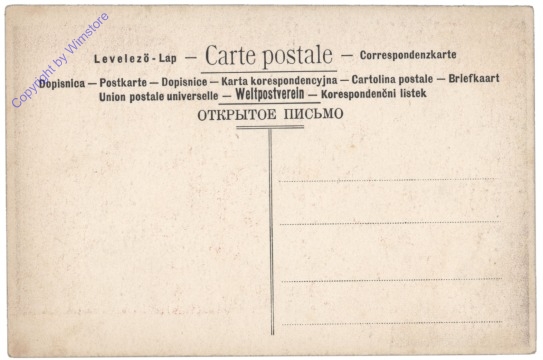 Levelező-Lap — Carte postale — Correspondenzkarte
Dopisnica — Postkarte — Dopisnice — Karta korespondencyjna — Cartolina postale — Briefkaart
Union postale universelle — Weltpostverein — Korespondenční listek
ОТКРЫТОЕ ПИСЬМО
Copyright by Wimstore